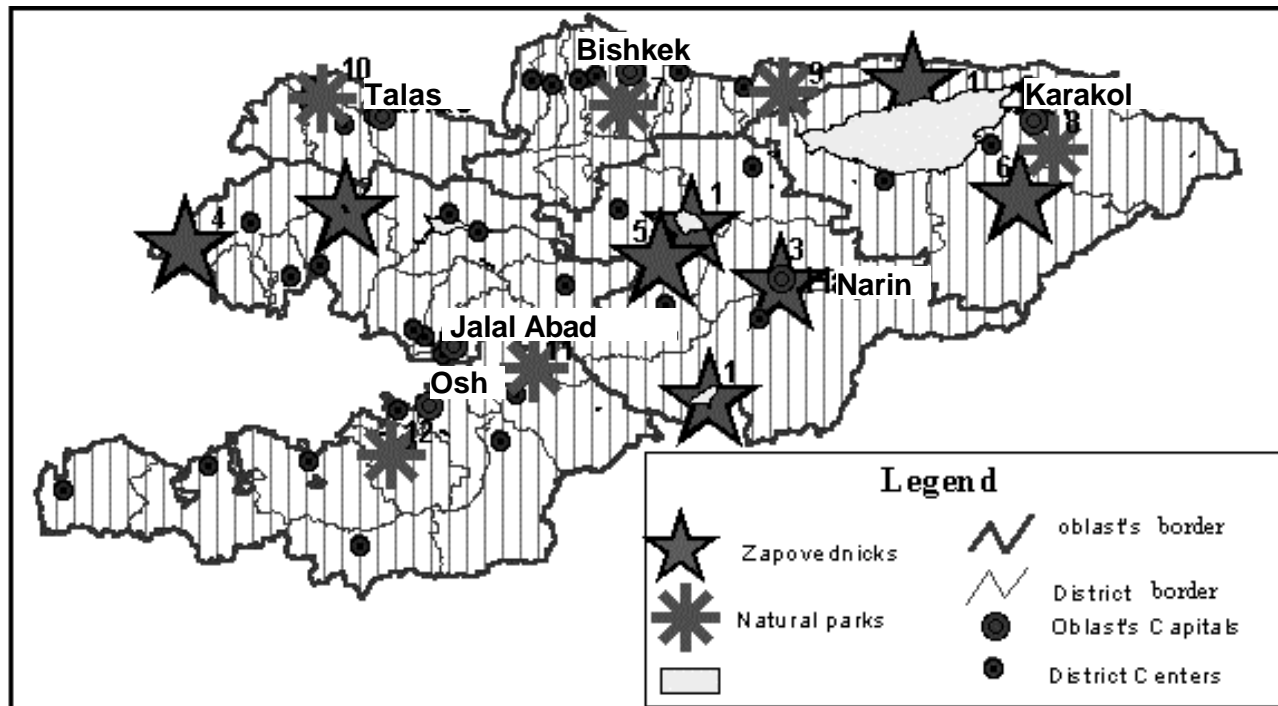 Bishkek
10
9
Talas
7
1
Karakol
8
6
4
1
5
3
Narin
Jalal Abad
11
Osh
1
12
Legend
Zapovednicks
oblast's border
Natural parks
District border
Oblast's Capitals
District Centers